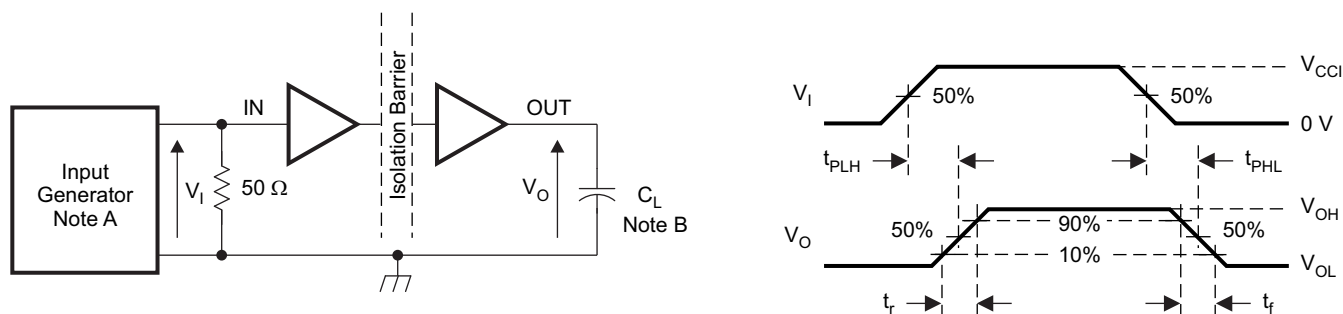 Input
Generator
Note A
V_I
50 Ω
IN
Isolation Barrier
OUT
V_O
C_L
Note B
V_I
50%
50%
V_CCI
0 V
t_PLH
t_PHL
V_O
50%
90%
10%
50%
V_OH
V_OL
t_r
t_f